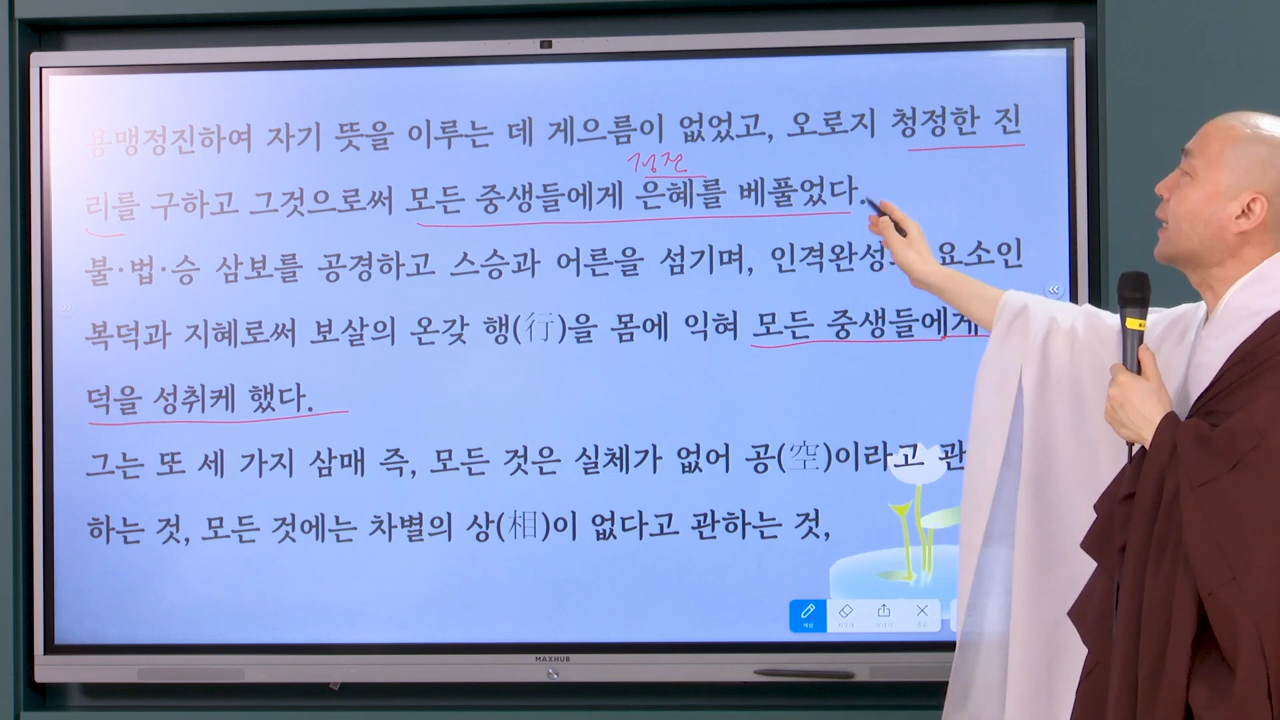 용맹정진하여 자기 뜻을 이루는 데 게으름이 없었고, 오로지 청정한 진
리를 구하고 그것으로써 모든 중생들에게 은혜를 베풀었다.
불·법·승 삼보를 공경하고 스승과 어른을 섬기며, 인격완성 요소인
복덕과 지혜로써 보살의 온갖 행(行)을 몸에 익혀 모든 중생들에게
덕을 성취케 했다.
그는 또 세 가지 삼매 즉, 모든 것은 실체가 없어 공(空)이라고 관
하는 것, 모든 것에는 차별의 상(相)이 없다고 관하는 것,
MAXHUB